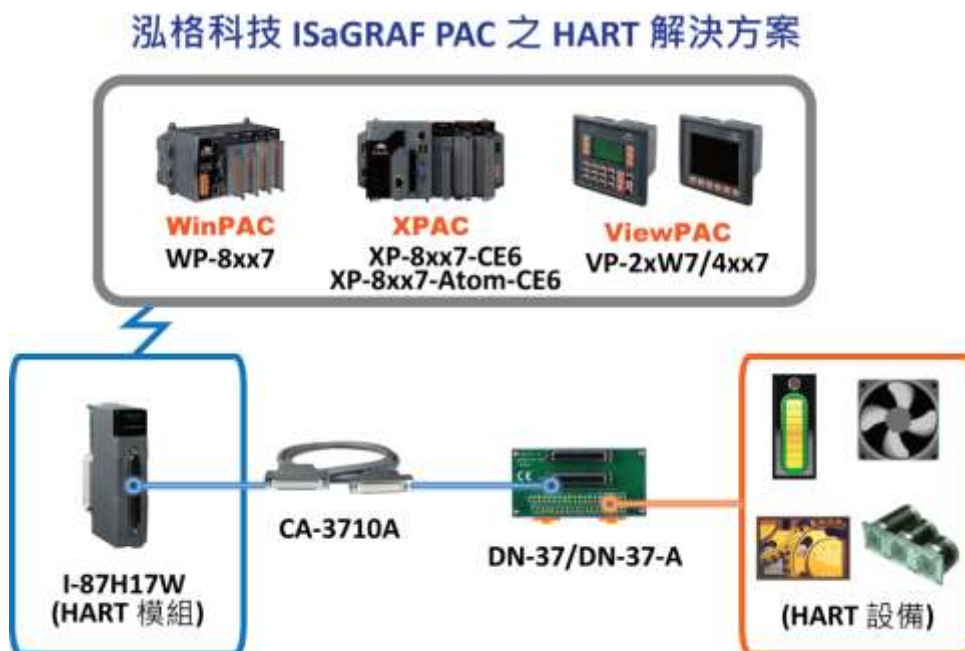 泓格科技 ISaGRAF PAC 之 HART 解決方案
WinPAC
WP-8xx7
XPAC
XP-8xx7-CE6
XP-8xx7-Atom-CE6
ViewPAC
VP-2xW7/4xx7
I-87H17W
(HART 模組)
CA-3710A
CE
DN-37/DN-37-A
(HART 設備)